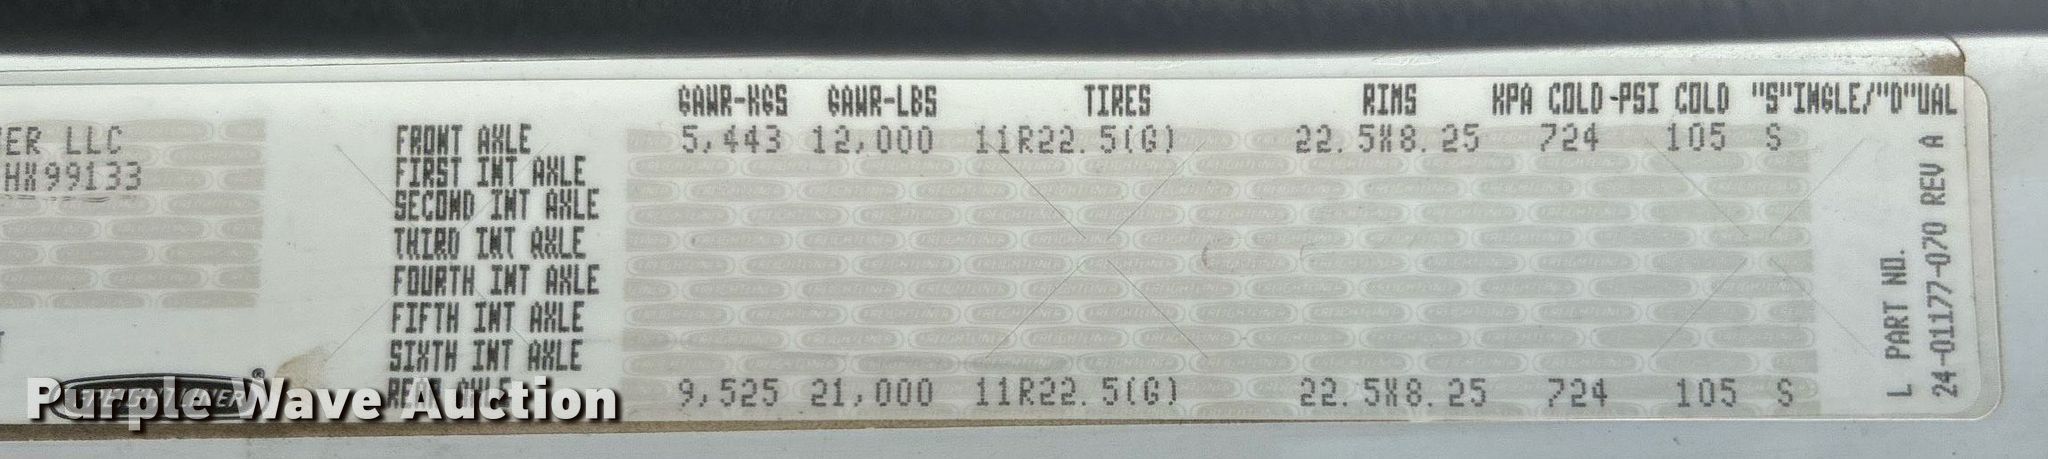 GAWR-KGS GAWR-LBS TIRES RIMS KPA COLD-PSI COLD "S"INGLE/"D"UAL
ER LLC
HX99133
FRONT AXLE 5,443 12,000 11R22.5(G) 22.5X8.25 724 105 S
FIRST INT AXLE
SECOND INT AXLE
THIRD INT AXLE
FOURTH INT AXLE
FIFTH INT AXLE
SIXTH INT AXLE
REAR AXLE 9,525 21,000 11R22.5(G) 22.5X8.25 724 105 S
L PART NO.
24-01177-070 REV A
FREIGHTLINER®
Purple Wave Auction